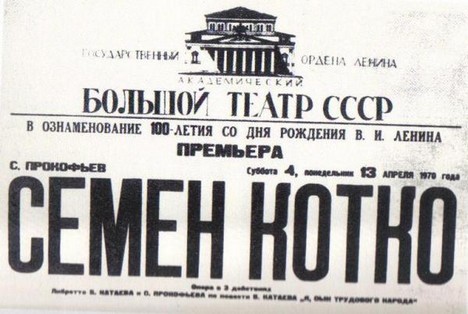 ГОСУДАРСТВЕННЫЙ ОРДЕНА ЛЕНИНА
АКАДЕМИЧЕСКИЙ
БОЛЬШОЙ ТЕАТР СССР
В ОЗНАМЕНОВАНИЕ 100-ЛЕТИЯ СО ДНЯ РОЖДЕНИЯ В. И. ЛЕНИНА
ПРЕМЬЕРА
С. ПРОКОФЬЕВ Суббота 4, понедельник 13 АПРЕЛЯ 1970 года
СЕМЕН КОТКО
Опера в 3 действиях
Либретто В. КАТАЕВА и С. ПРОКОФЬЕВА по повести В. КАТАЕВА „Я, СЫН ТРУДОВОГО НАРОДА“